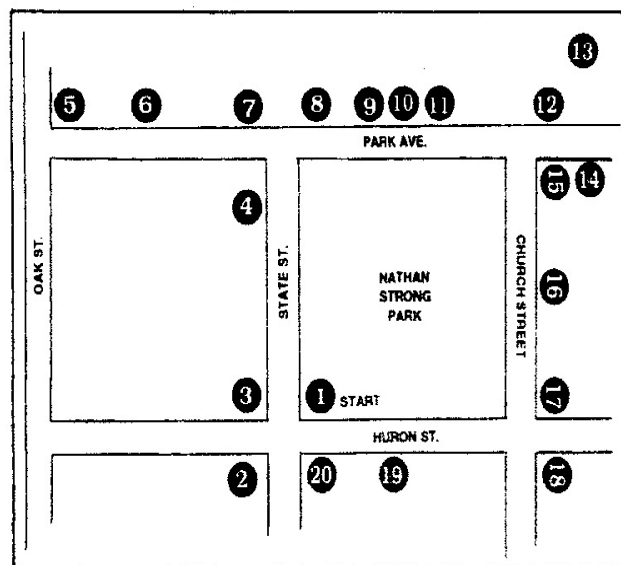 13
5 6 7 8 9 10 11 12
PARK AVE.
15 14
4
OAK ST.
STATE ST.
NATHAN
STRONG
PARK
CHURCH STREET
16
3
1 START
17
HURON ST.
2
20
19
18